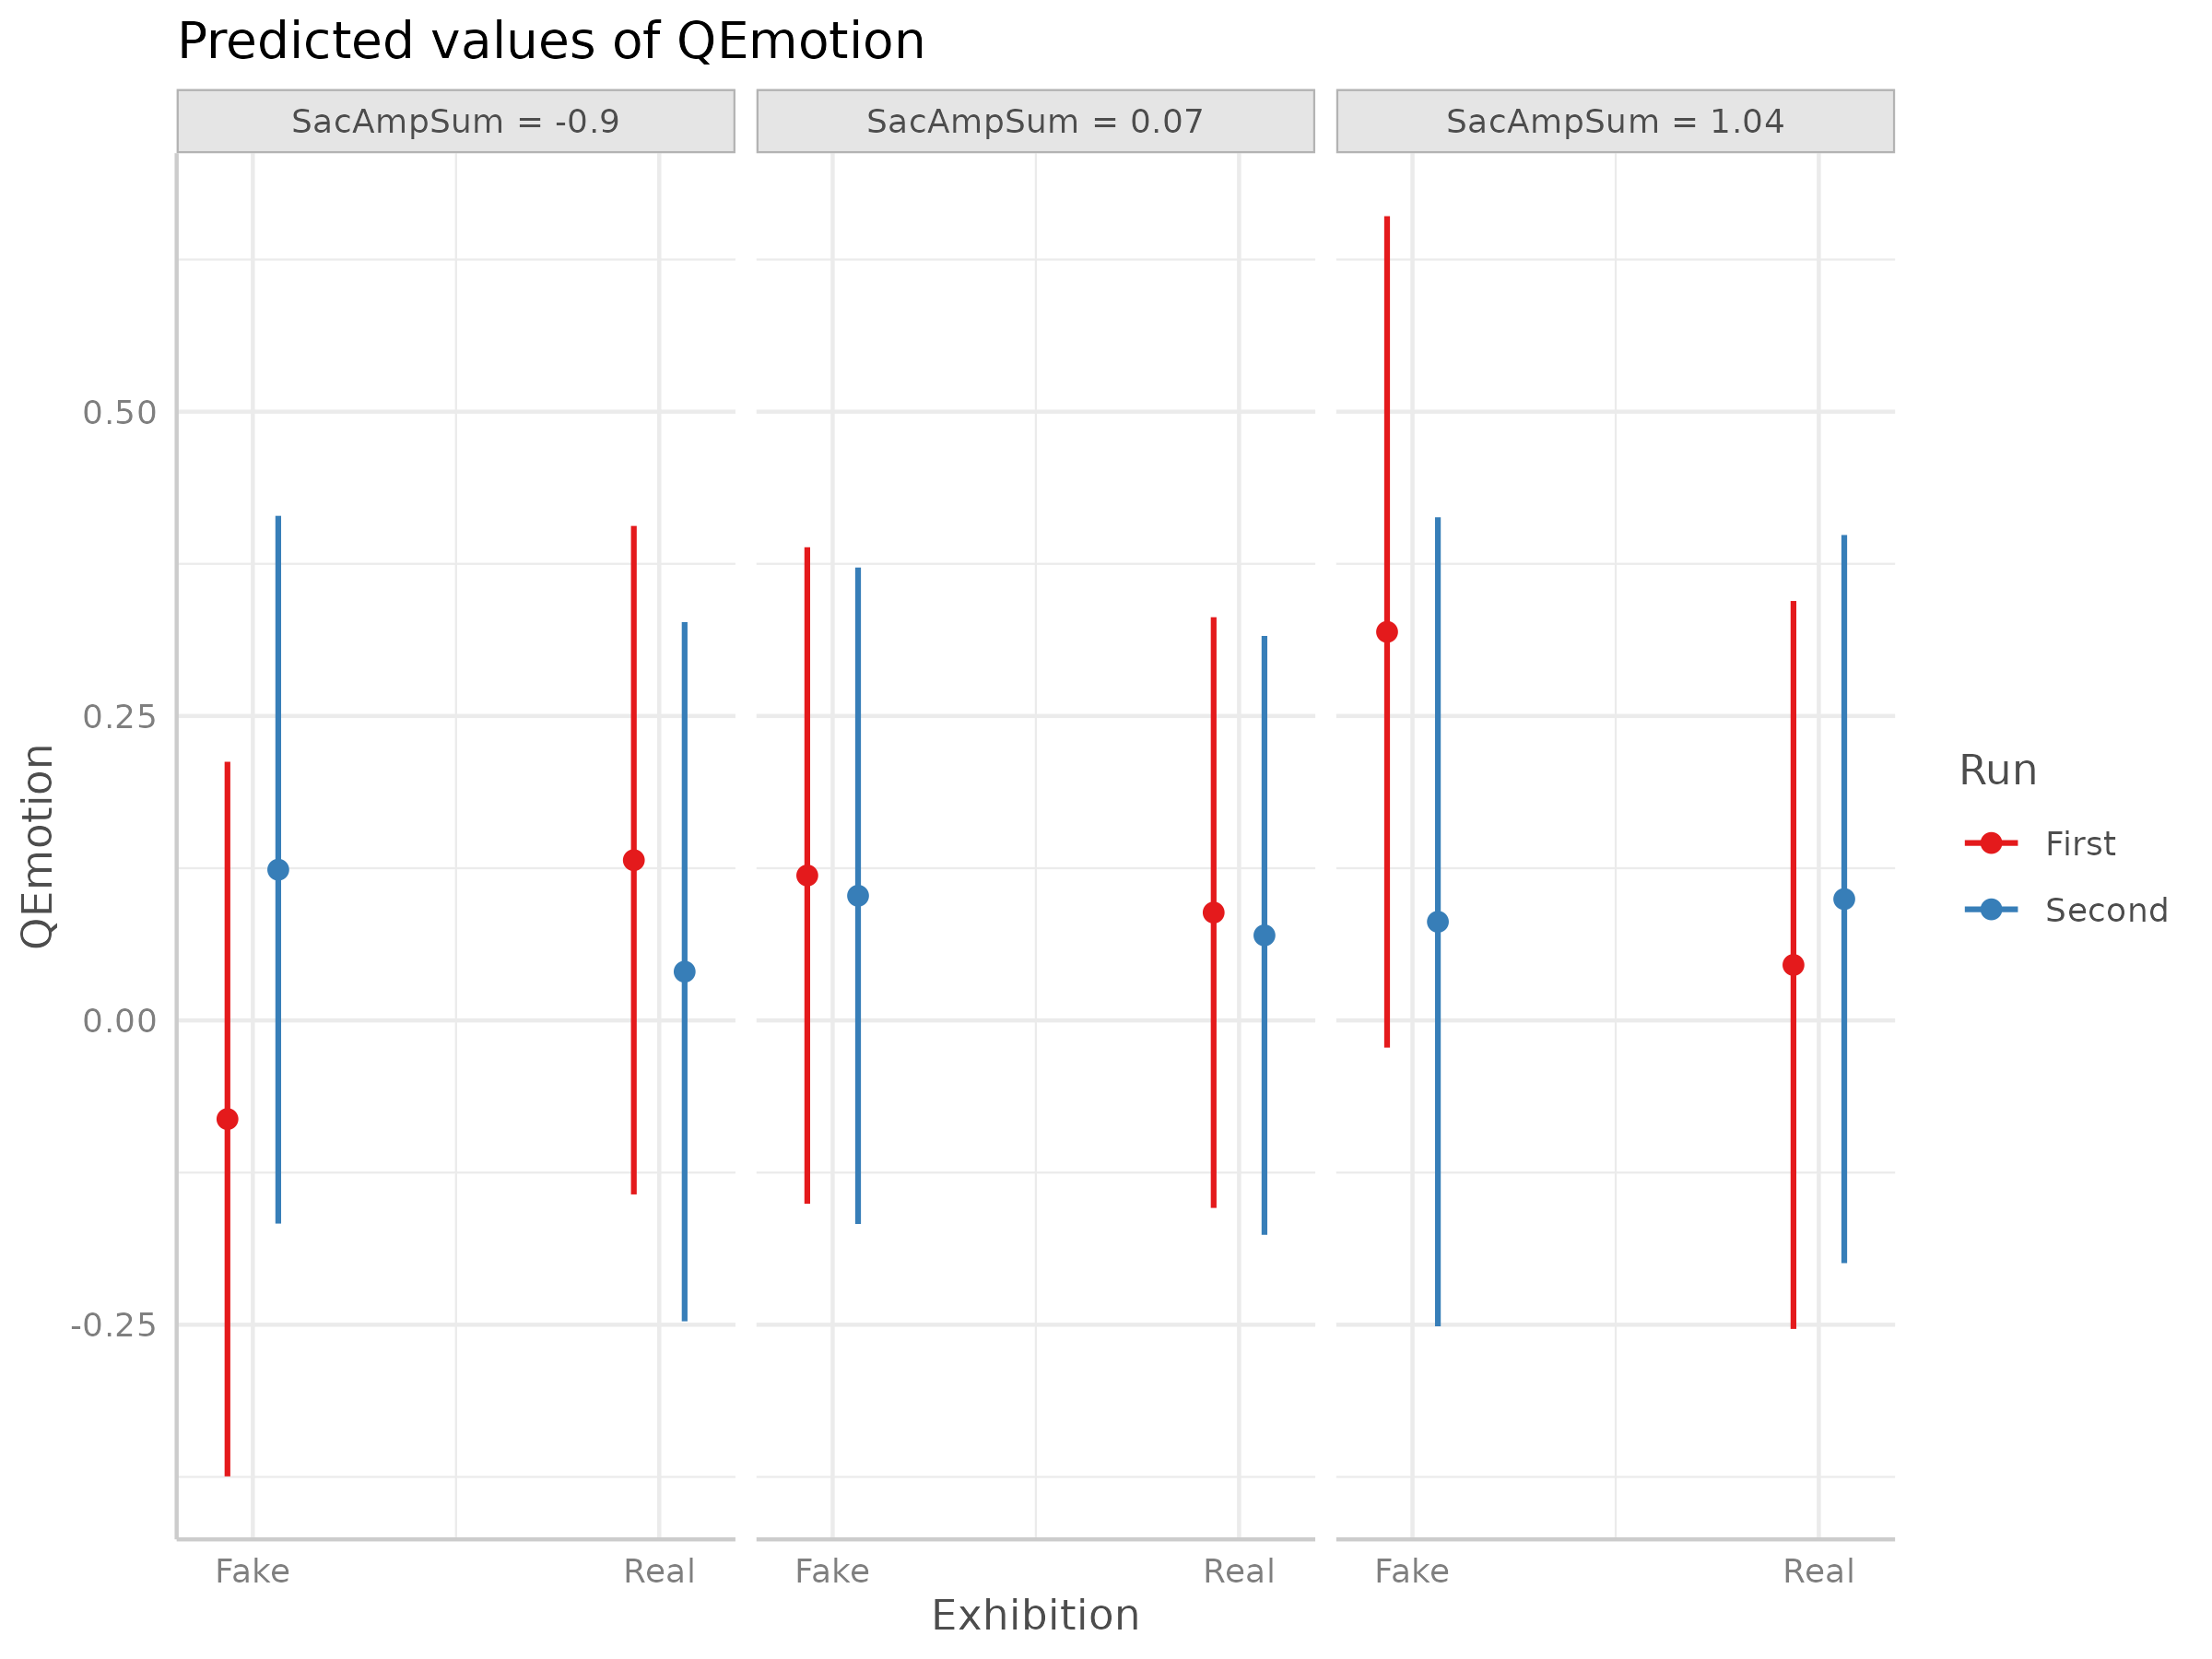 Predicted values of QEmotion
SacAmpSum = -0.9
SacAmpSum = 0.07
SacAmpSum = 1.04
0.50
0.25
0.00
-0.25
QEmotion
Fake
Real
Fake
Real
Fake
Real
Exhibition
Run
First
Second